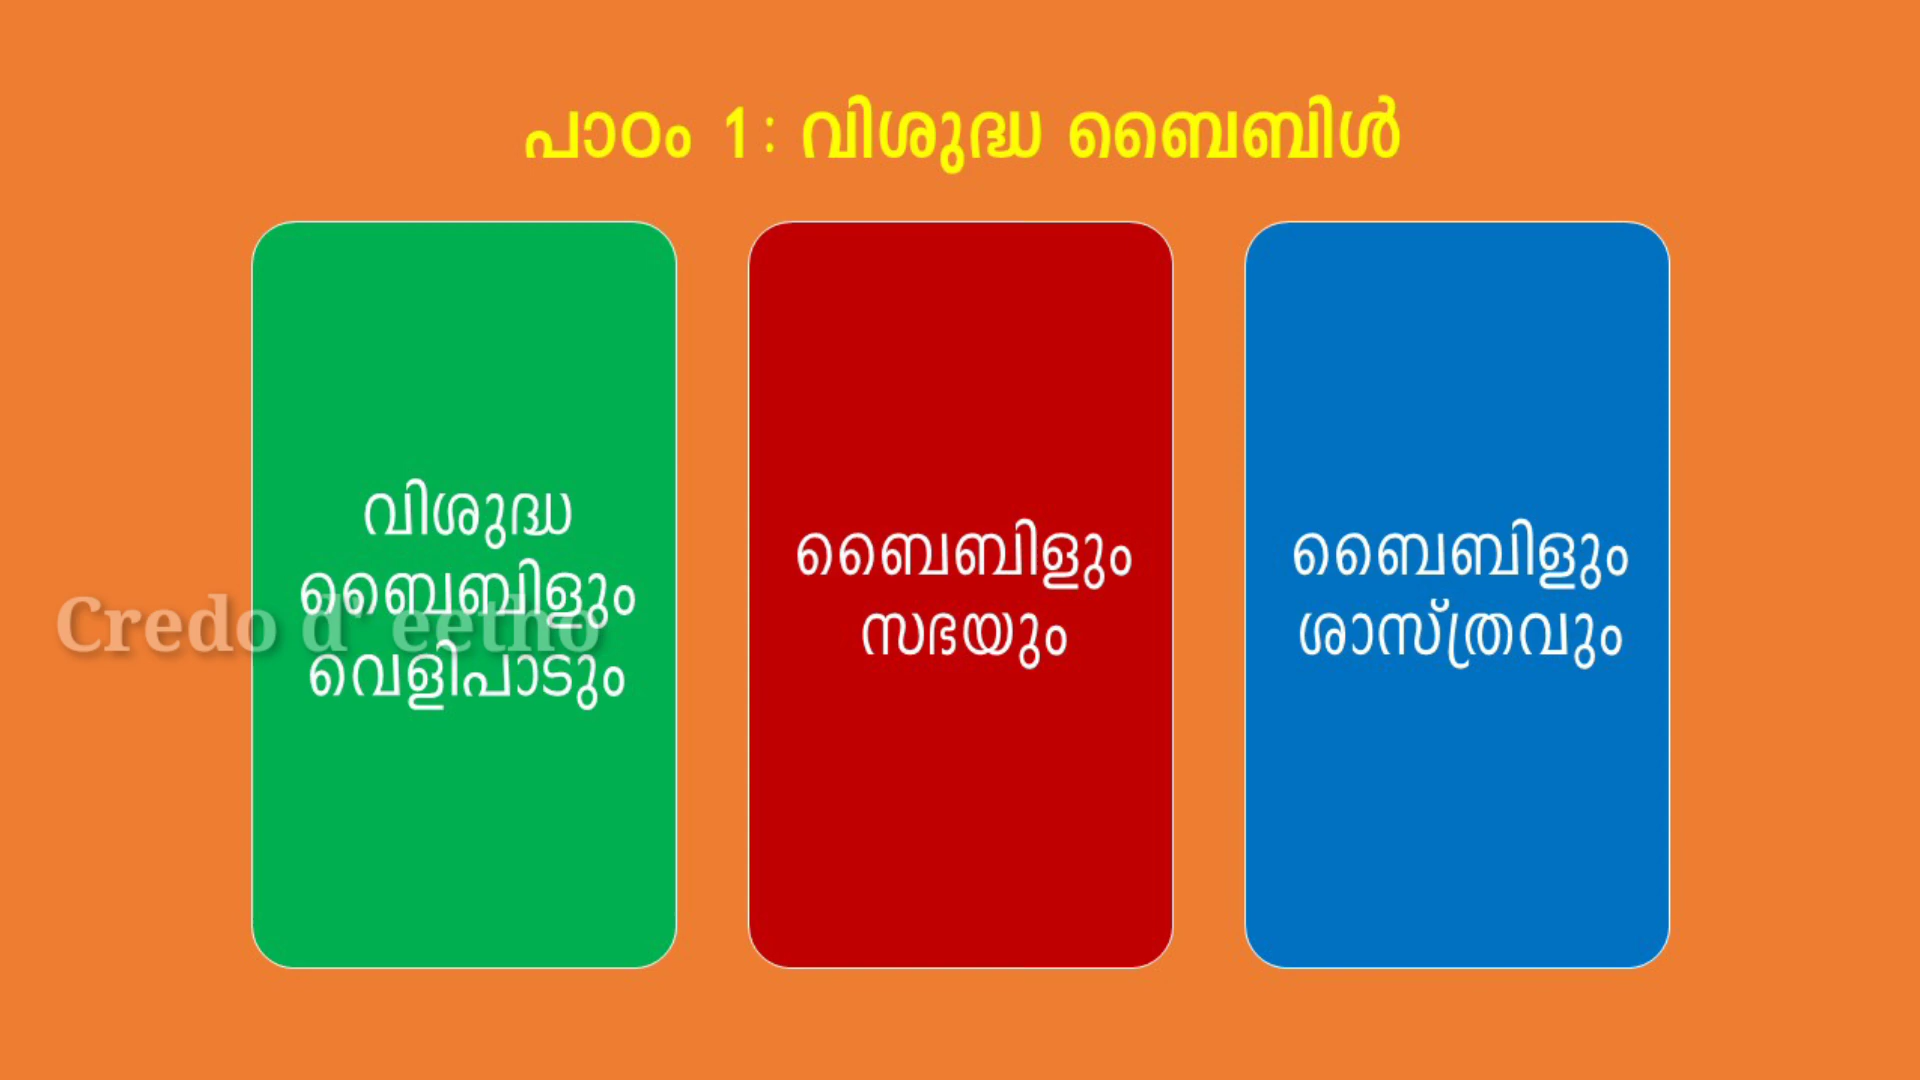 പാഠം 1: വിശുദ്ധ ബൈബിൾ
വിശുദ്ധ
ബൈബിളും
വെളിപാടും
ബൈബിളും
സഭയും
ബൈബിളും
ശാസ്ത്രവും
Credo d' eetho